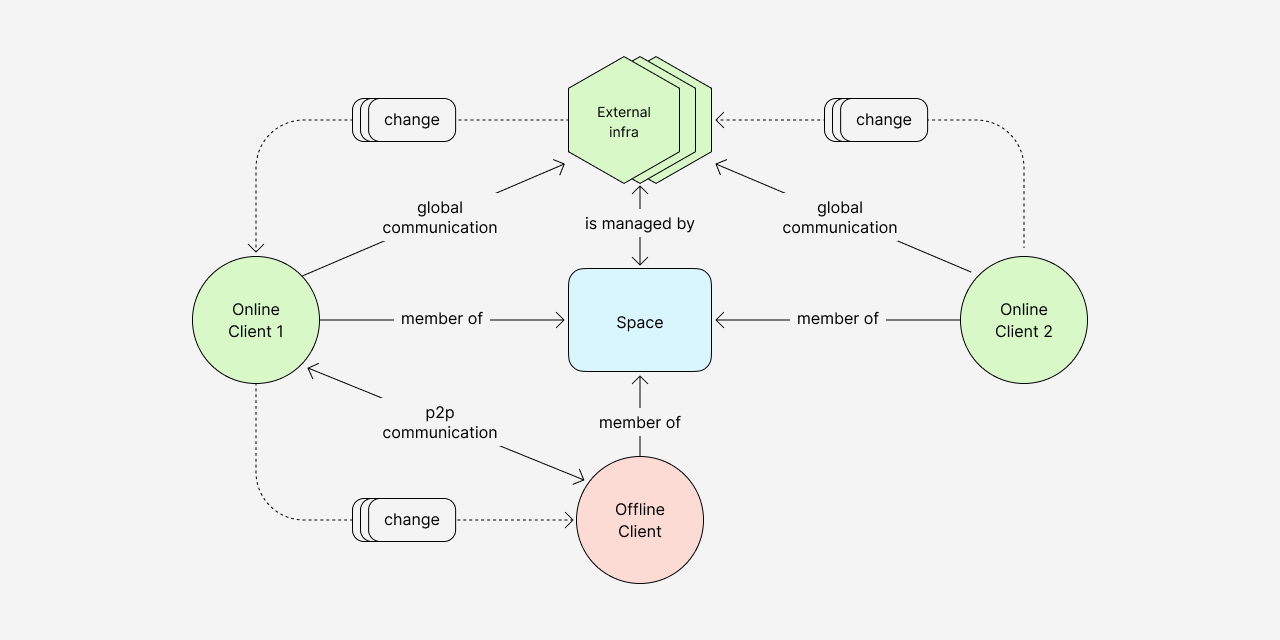 External
infra
change
change
global
communication
is managed by
global
communication
Online
Client 1
member of
Space
member of
Online
Client 2
p2p
communication
member of
change
Offline
Client